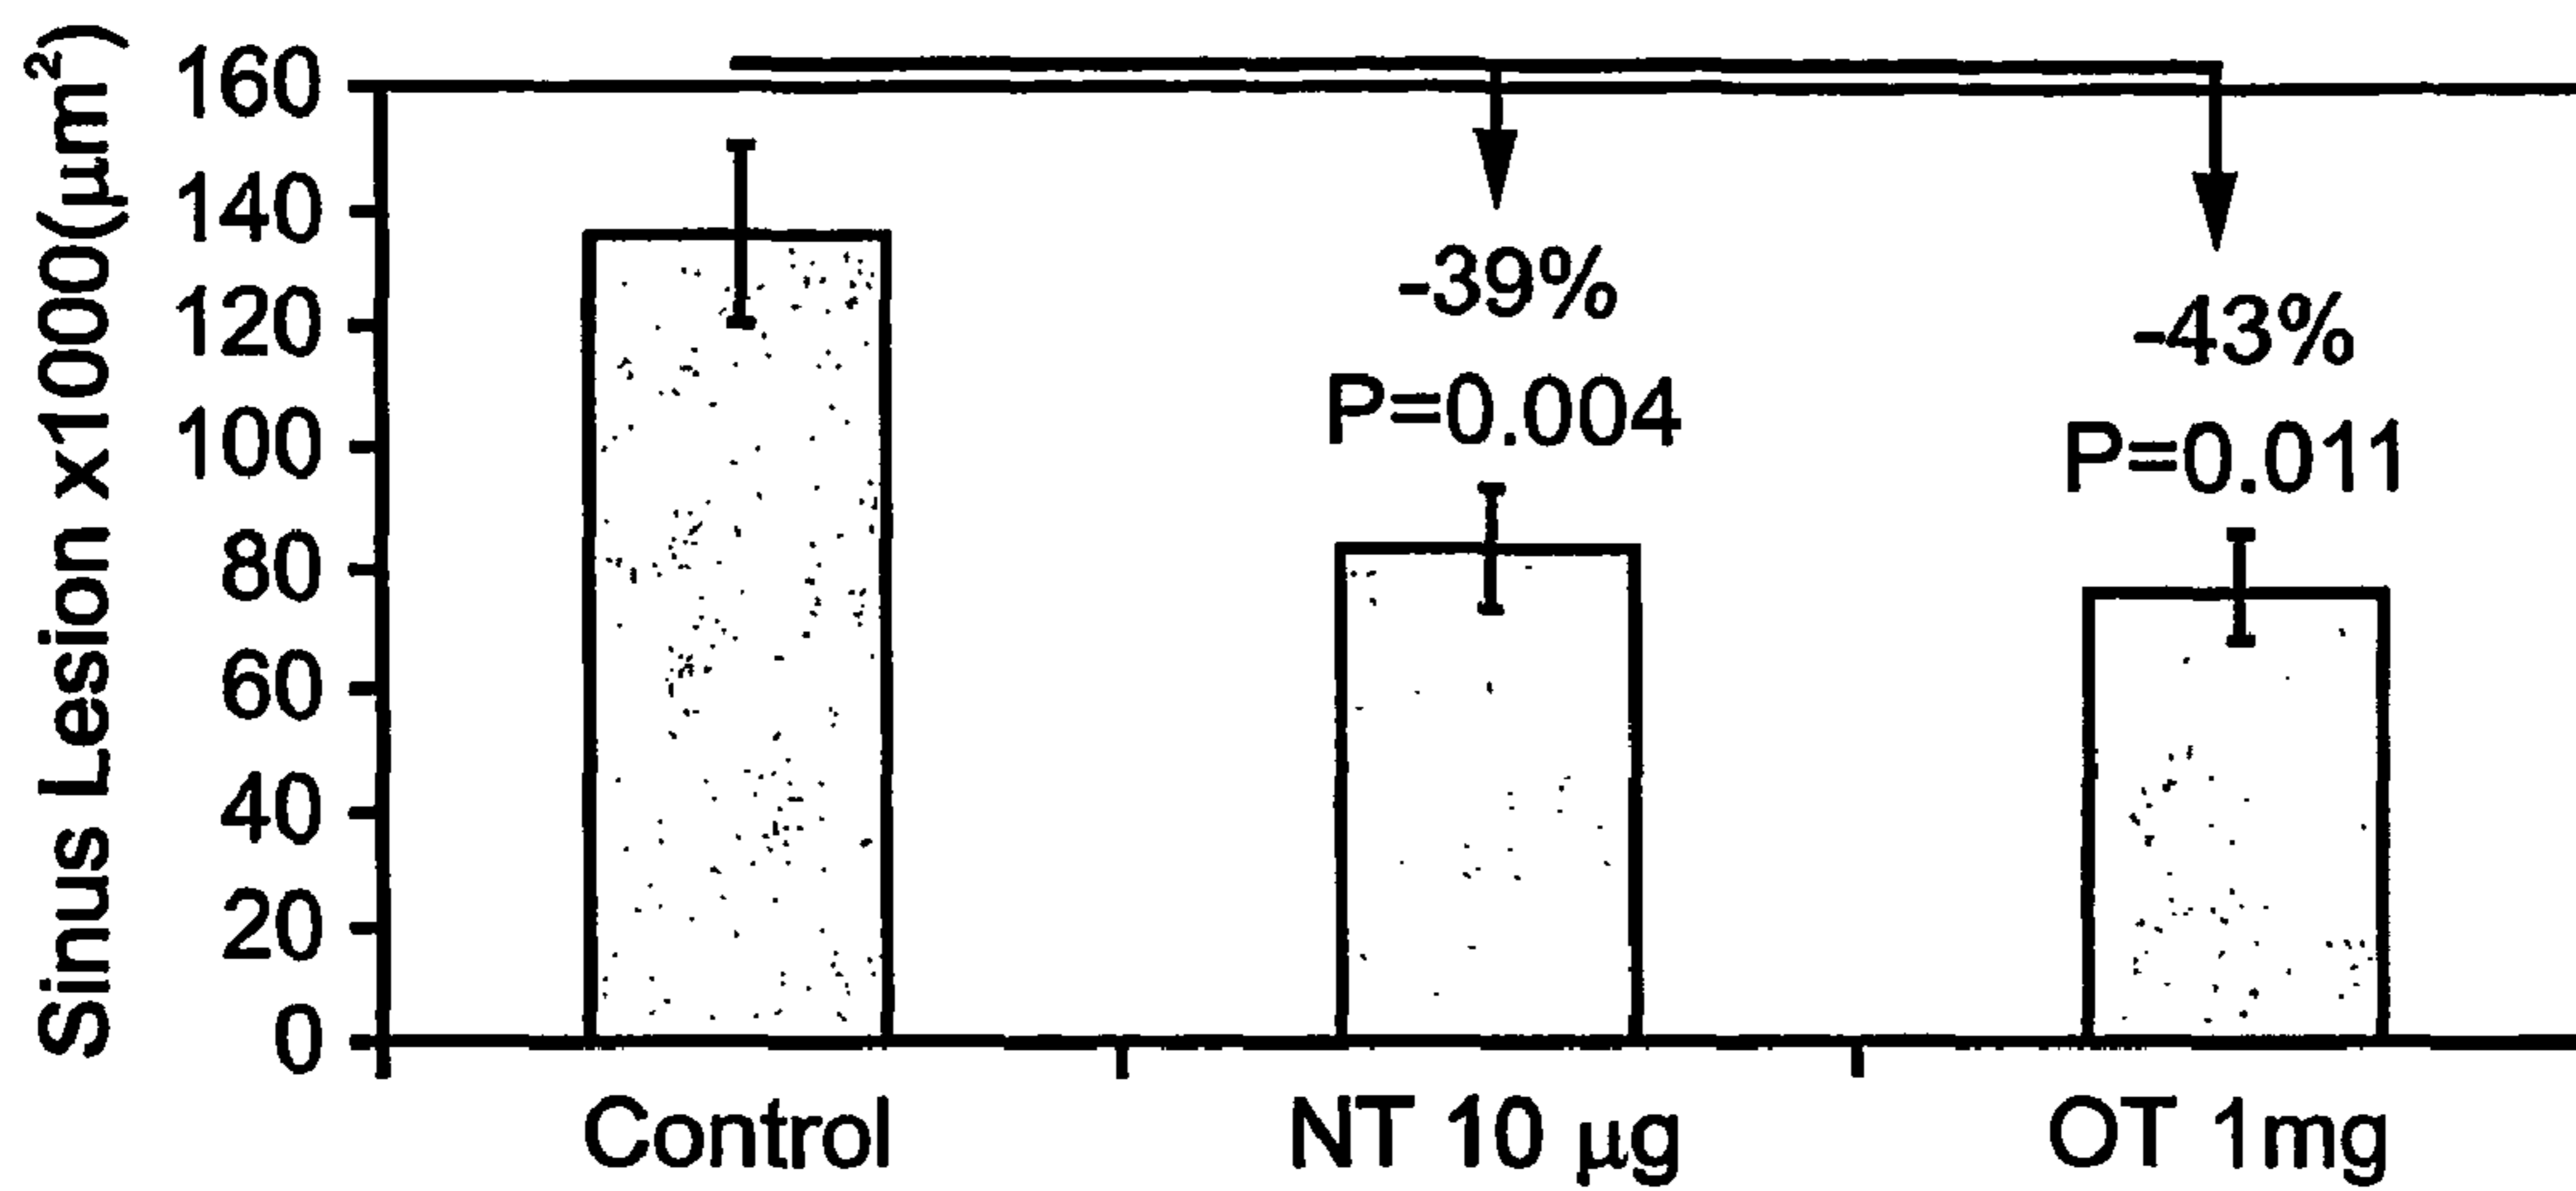 Sinus Lesion x1000(µm²)
160
140
120
100
80
60
40
20
0
-39%
P=0.004
-43%
P=0.011
Control
NT 10 µg
OT 1mg